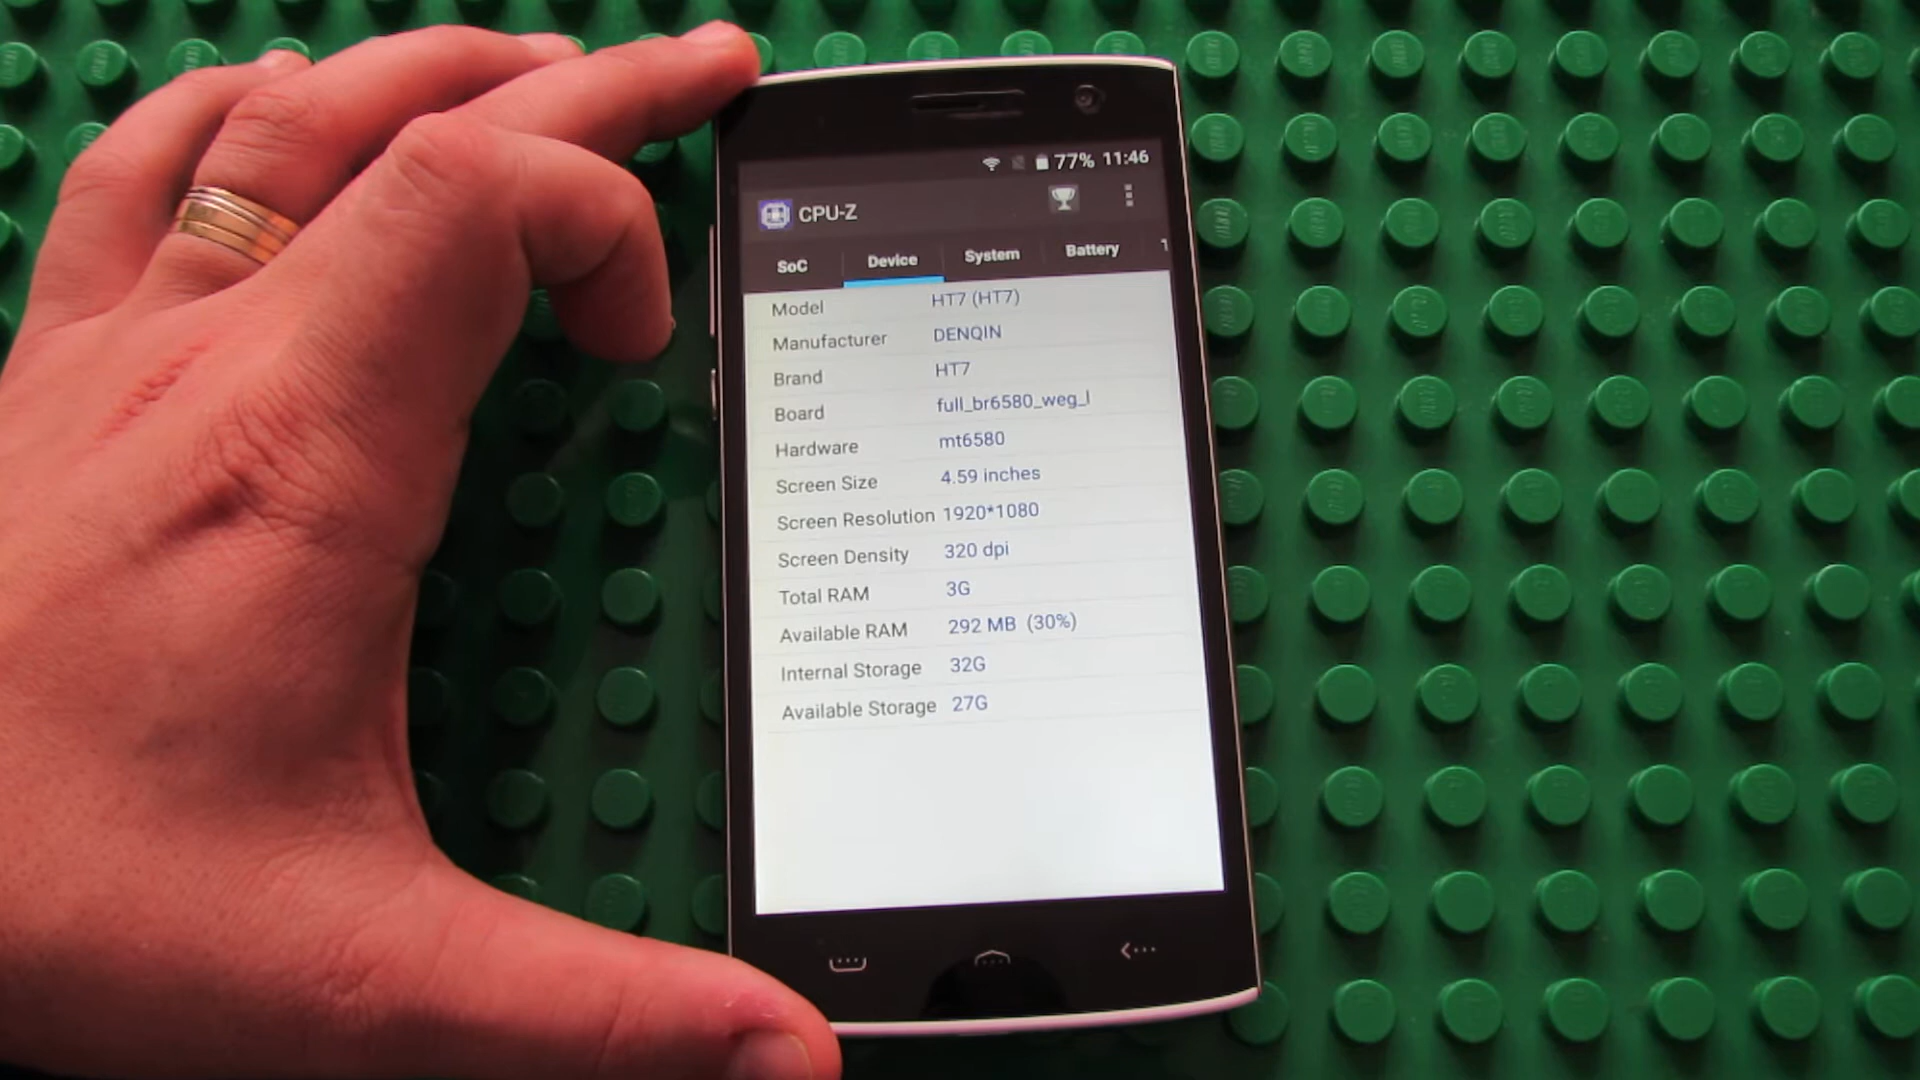 77% 11:46
CPU-Z
SoC Device System Battery
Model HT7 (HT7)
Manufacturer DENQIN
Brand HT7
Board full_br6580_weg_l
Hardware mt6580
Screen Size 4.59 inches
Screen Resolution 1920*1080
Screen Density 320 dpi
Total RAM 3G
Available RAM 292 MB (30%)
Internal Storage 32G
Available Storage 27G